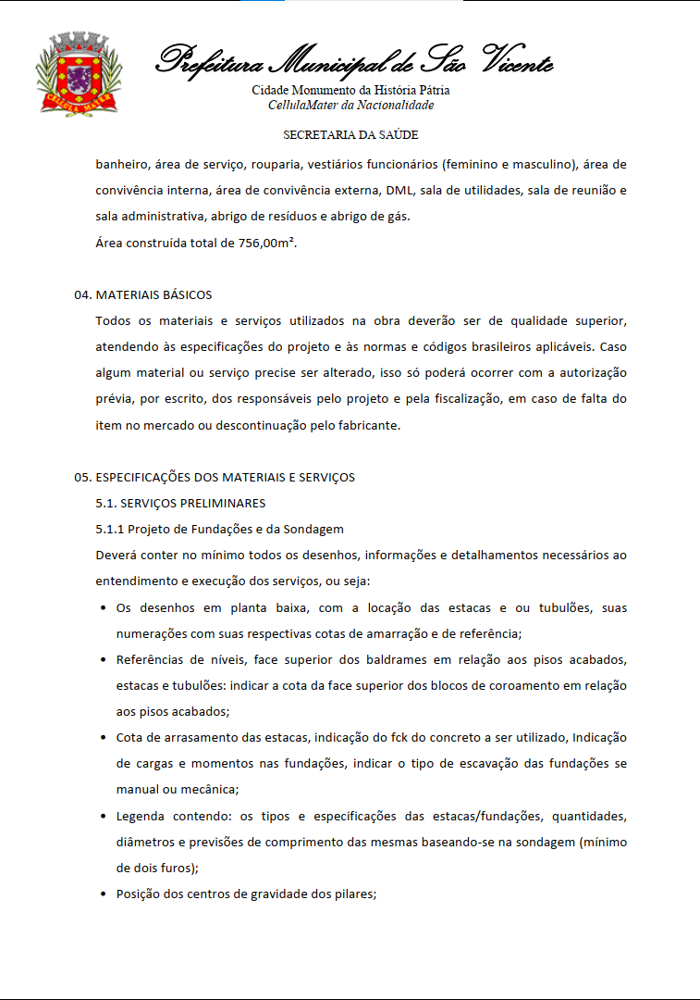 Prefeitura Municipal de São Vicente
Cidade Monumento da História Pátria
CellulaMater da Nacionalidade
CELLULA MATER
SECRETARIA DA SAÚDE
banheiro, área de serviço, rouparia, vestiários funcionários (feminino e masculino), área de
convivência interna, área de convivência externa, DML, sala de utilidades, sala de reunião e
sala administrativa, abrigo de resíduos e abrigo de gás.
Área construída total de 756,00m².
04. MATERIAIS BÁSICOS
Todos os materiais e serviços utilizados na obra deverão ser de qualidade superior,
atendendo às especificações do projeto e às normas e códigos brasileiros aplicáveis. Caso
algum material ou serviço precise ser alterado, isso só poderá ocorrer com a autorização
prévia, por escrito, dos responsáveis pelo projeto e pela fiscalização, em caso de falta do
item no mercado ou descontinuação pelo fabricante.
05. ESPECIFICAÇÕES DOS MATERIAIS E SERVIÇOS
5.1. SERVIÇOS PRELIMINARES
5.1.1 Projeto de Fundações e da Sondagem
Deverá conter no mínimo todos os desenhos, informações e detalhamentos necessários ao
entendimento e execução dos serviços, ou seja:
• Os desenhos em planta baixa, com a locação das estacas e ou tubulões, suas
numerações com suas respectivas cotas de amarração e de referência;
• Referências de níveis, face superior dos baldrames em relação aos pisos acabados,
estacas e tubulões: indicar a cota da face superior dos blocos de coroamento em relação
aos pisos acabados;
• Cota de arrasamento das estacas, indicação do fck do concreto a ser utilizado, Indicação
de cargas e momentos nas fundações, indicar o tipo de escavação das fundações se
manual ou mecânica;
• Legenda contendo: os tipos e especificações das estacas/fundações, quantidades,
diâmetros e previsões de comprimento das mesmas baseando-se na sondagem (mínimo
de dois furos);
• Posição dos centros de gravidade dos pilares;